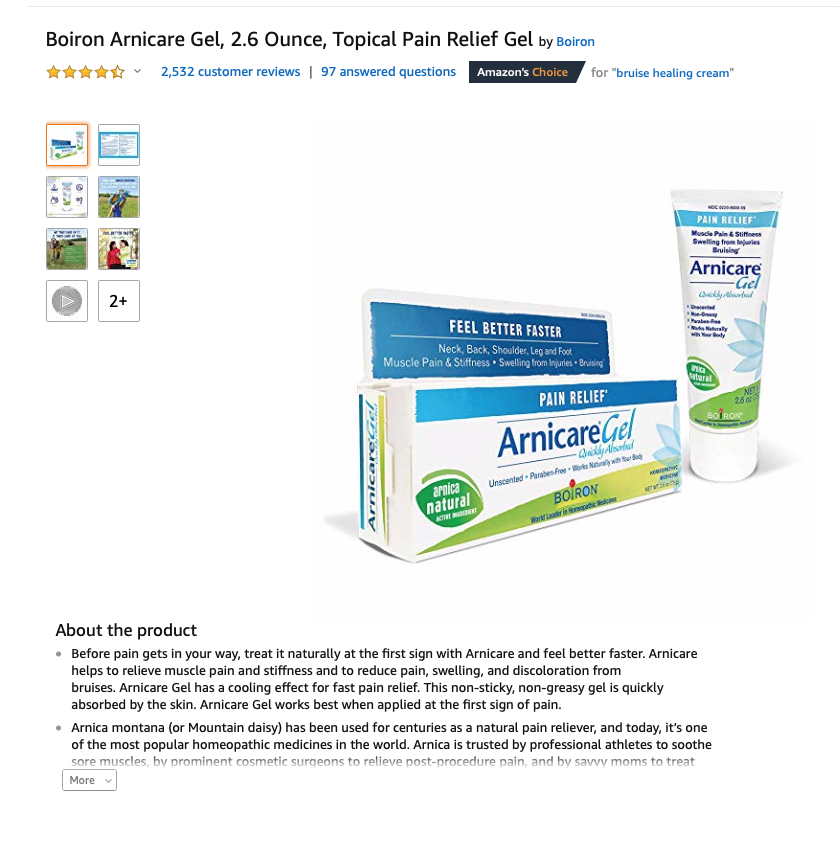 Boiron Arnicare Gel, 2.6 Ounce, Topical Pain Relief Gel by Boiron
2,532 customer reviews | 97 answered questions Amazon's Choice for "bruise healing cream"
2+
FEEL BETTER FASTER
Neck, Back, Shoulder, Leg and Foot
Muscle Pain & Stiffness • Swelling from Injuries • Bruising*
PAIN RELIEF*
Arnicare Gel
Quickly Absorbed
Unscented • Paraben-Free • Works Naturally with Your Body
arnica
natural
ACTIVE INGREDIENT
BOIRON
World Leader in Homeopathic Medicines
HOMEOPATHIC
MEDICINE
Arnicare Gel
PAIN RELIEF*
Muscle Pain & Stiffness
Swelling from Injuries
Bruising*
Arnicare
Gel
Quickly Absorbed
• Unscented
• Non-Greasy
• Paraben-Free
• Works Naturally
with Your Body
arnica
natural
2.6 oz
BOIRON
About the product
• Before pain gets in your way, treat it naturally at the first sign with Arnicare and feel better faster. Arnicare
helps to relieve muscle pain and stiffness and to reduce pain, swelling, and discoloration from
bruises. Arnicare Gel has a cooling effect for fast pain relief. This non-sticky, non-greasy gel is quickly
absorbed by the skin. Arnicare Gel works best when applied at the first sign of pain.
• Arnica montana (or Mountain daisy) has been used for centuries as a natural pain reliever, and today, it's one
of the most popular homeopathic medicines in the world. Arnica is trusted by professional athletes to soothe
sore muscles, by prominent cosmetic surgeons to relieve post-procedure pain, and by savvy moms to treat
More